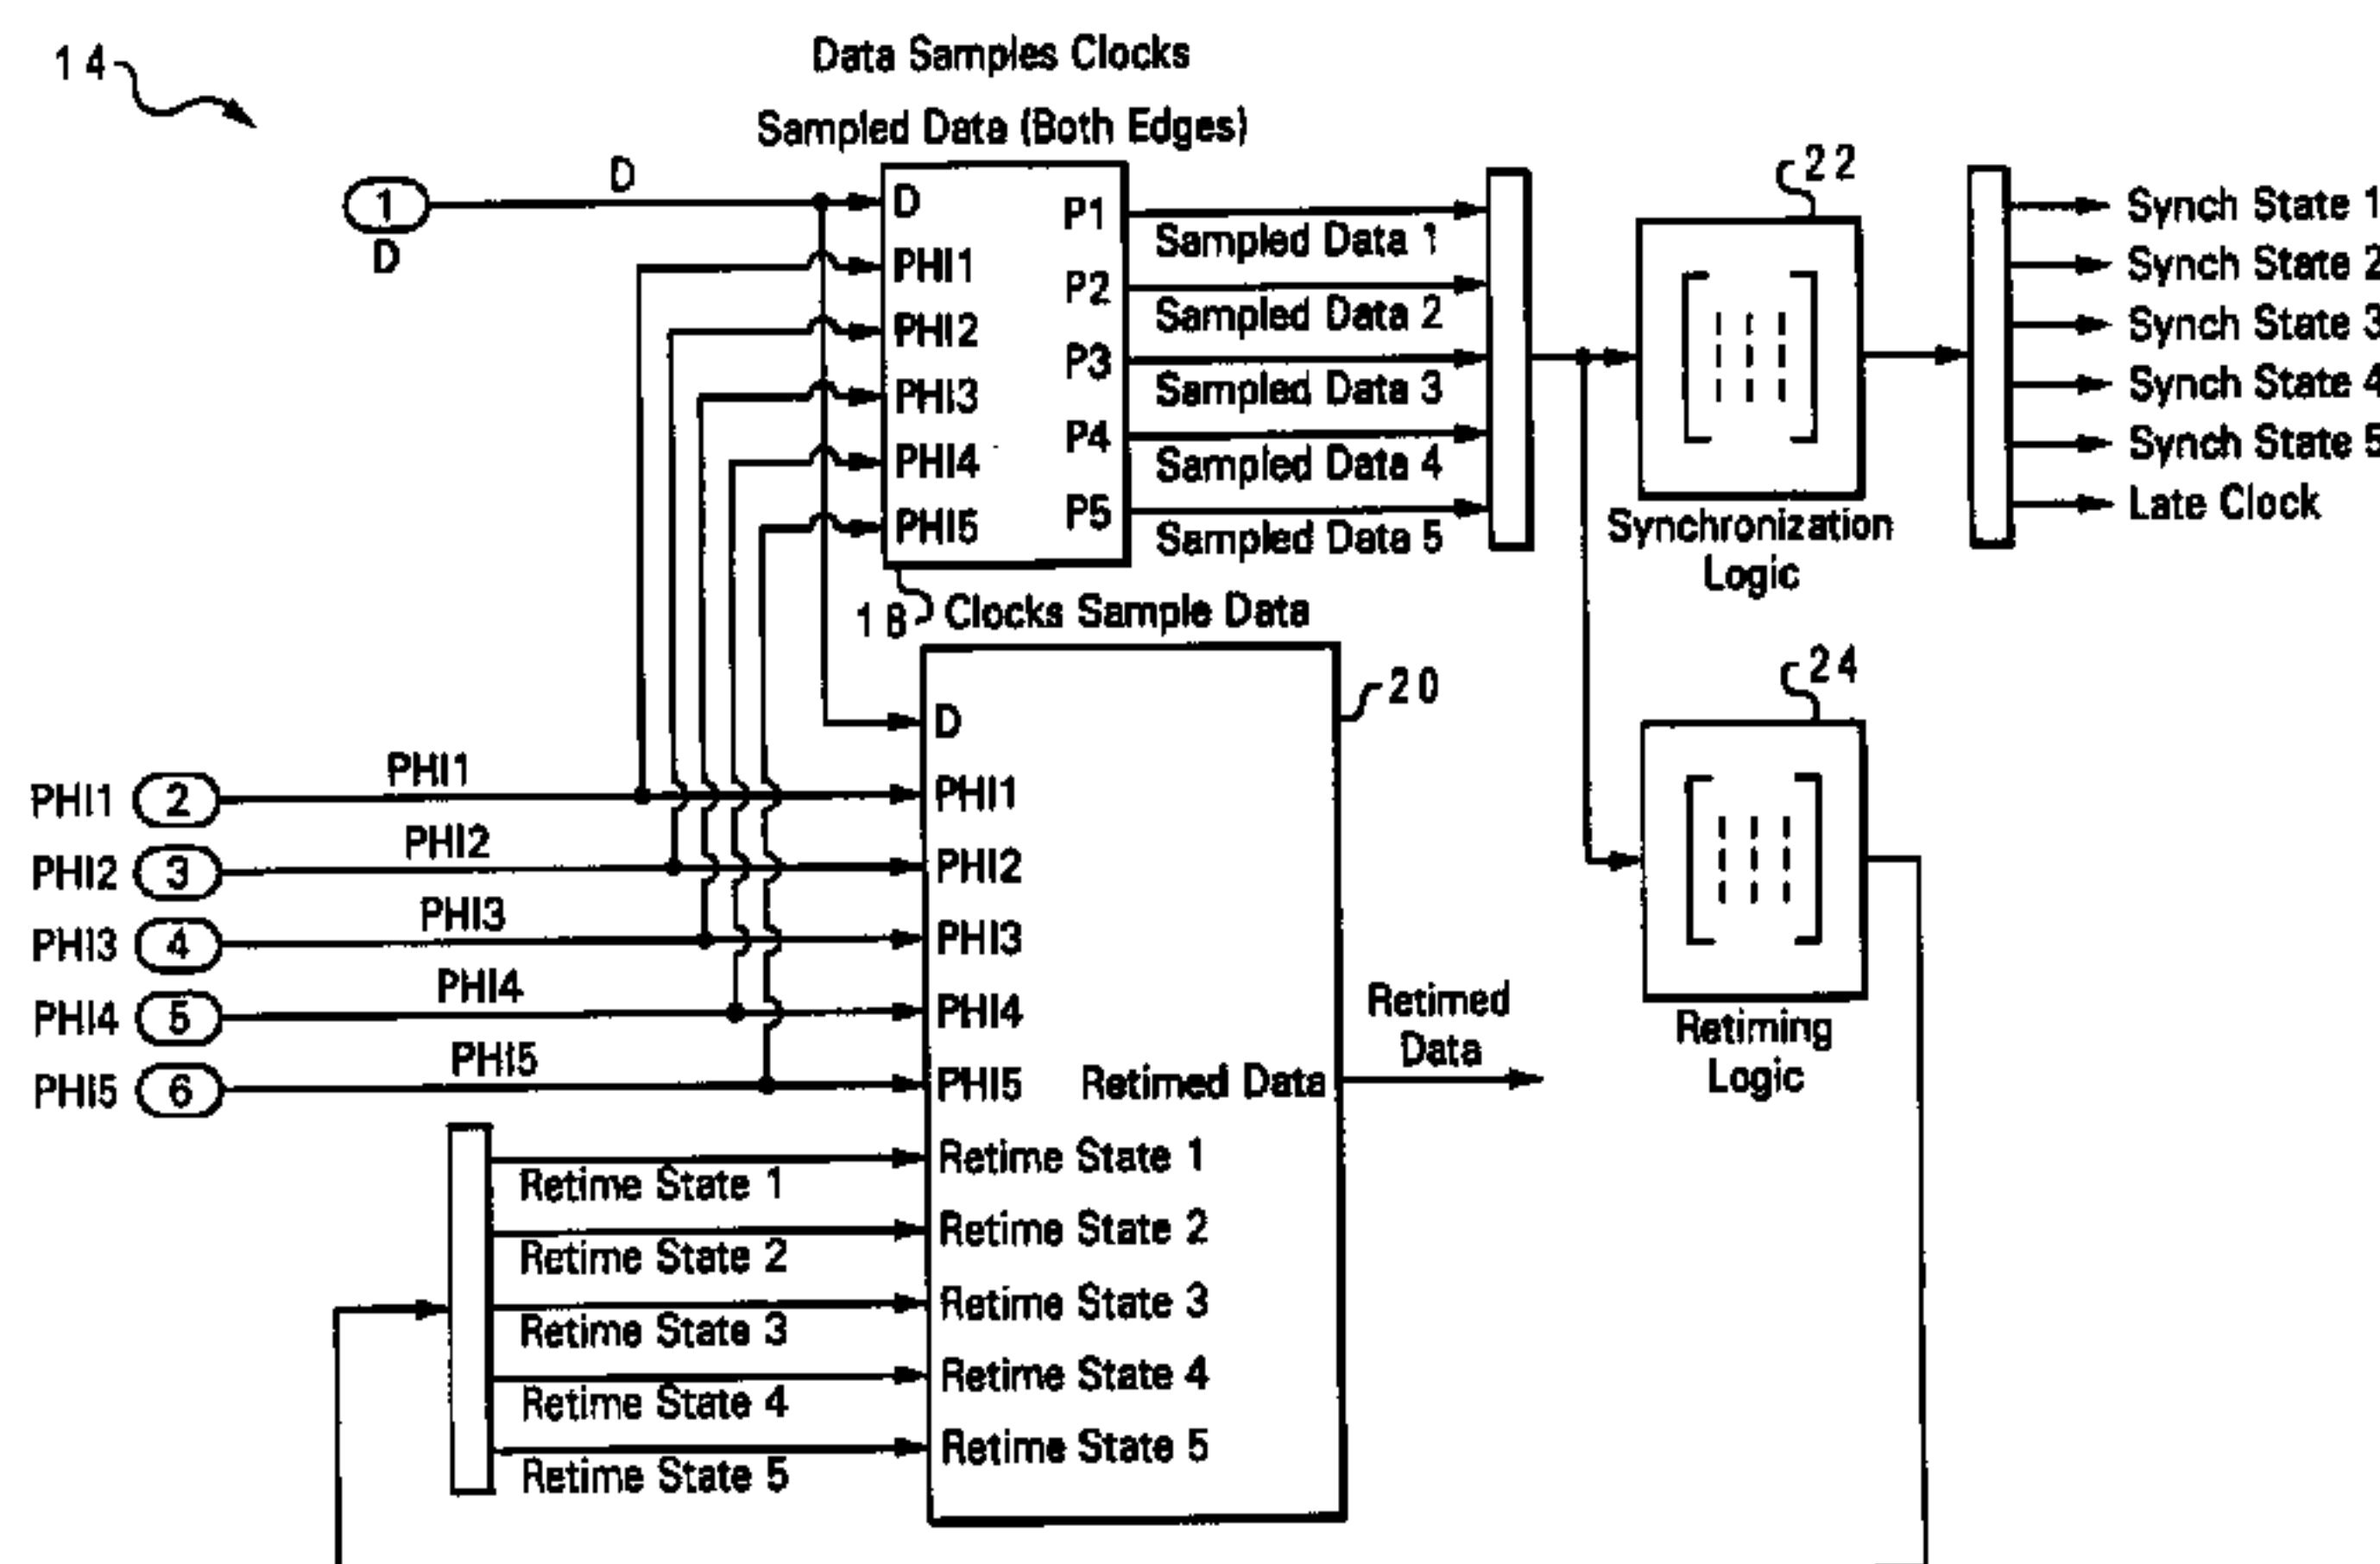 14
Data Samples Clocks
Sampled Data (Both Edges)
D
1
D
D
PHI1
PHI2
PHI3
PHI4
PHI5
P1
P2
P3
P4
P5
Sampled Data 1
Sampled Data 2
Sampled Data 3
Sampled Data 4
Sampled Data 5
18
22
Synchronization
Logic
Synch State 1
Synch State 2
Synch State 3
Synch State 4
Synch State 5
Late Clock
Clocks Sample Data
20
24
Retiming
Logic
PHI1 2 PHI1
PHI2 3 PHI2
PHI3 4 PHI3
PHI4 5 PHI4
PHI5 6 PHI5
D
PHI1
PHI2
PHI3
PHI4
PHI5
Retimed Data
Retimed
Data
Retime State 1
Retime State 2
Retime State 3
Retime State 4
Retime State 5
Retime State 1
Retime State 2
Retime State 3
Retime State 4
Retime State 5